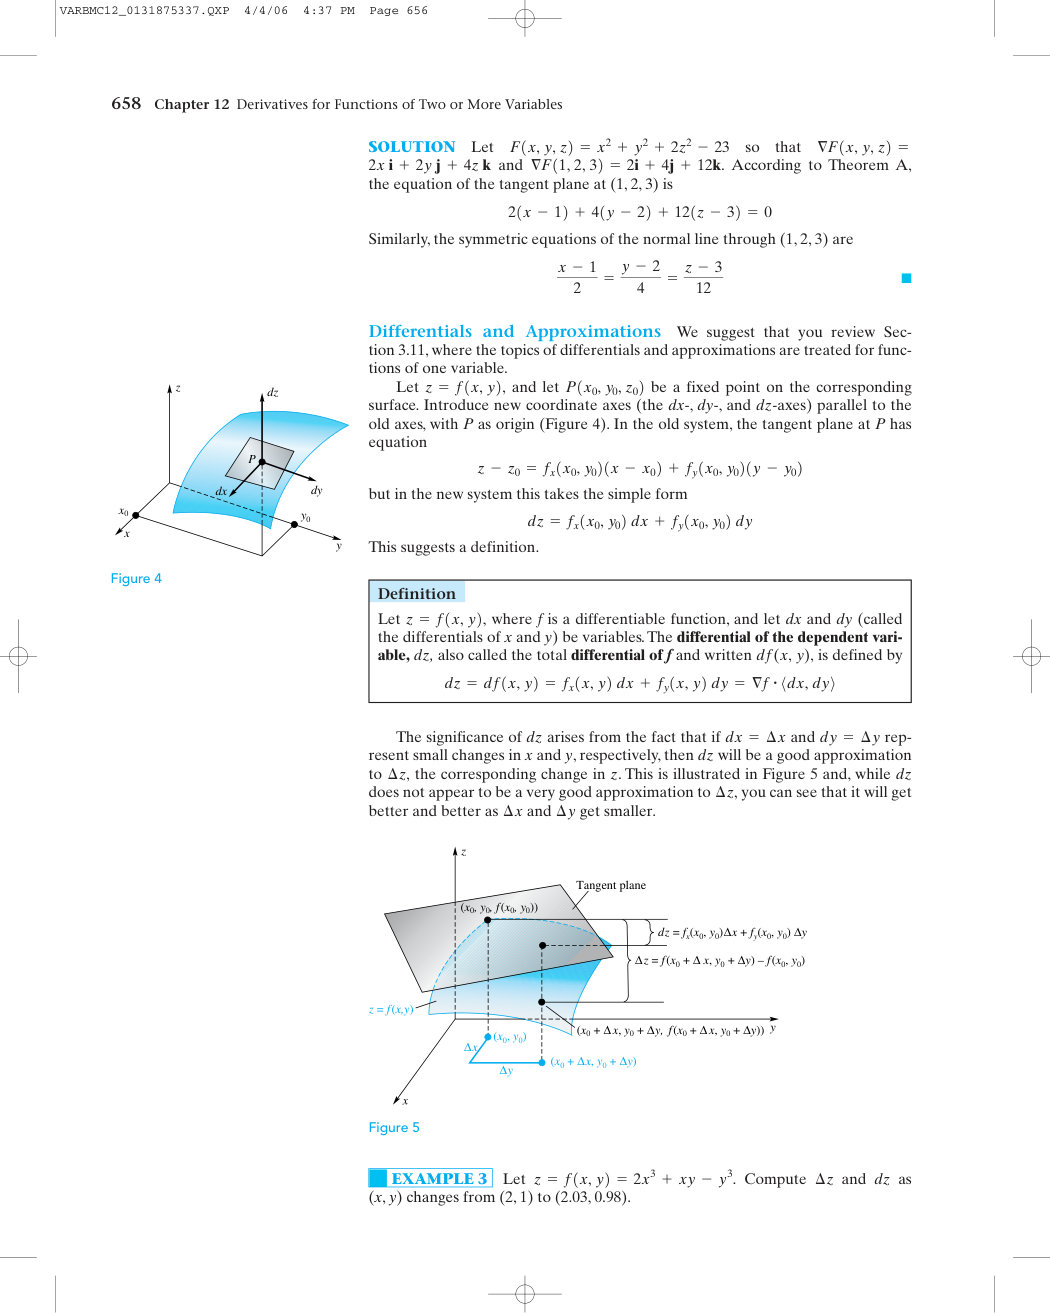 VARBMC12_0131875337.QXP 4/4/06 4:37 PM Page 656
658 Chapter 12 Derivatives for Functions of Two or More Variables
SOLUTION Let F(x, y, z) = x² + y² + 2z² − 23 so that ∇F(x, y, z) =
2x i + 2y j + 4z k and ∇F(1, 2, 3) = 2i + 4j + 12k. According to Theorem A,
the equation of the tangent plane at (1, 2, 3) is
2(x − 1) + 4(y − 2) + 12(z − 3) = 0
Similarly, the symmetric equations of the normal line through (1, 2, 3) are
x − 1 / 2 = y − 2 / 4 = z − 3 / 12
Differentials and Approximations We suggest that you review Sec-
tion 3.11, where the topics of differentials and approximations are treated for func-
tions of one variable.
Let z = f(x, y), and let P(x₀, y₀, z₀) be a fixed point on the corresponding
surface. Introduce new coordinate axes (the dx-, dy-, and dz-axes) parallel to the
old axes, with P as origin (Figure 4). In the old system, the tangent plane at P has
equation
z − z₀ = fₓ(x₀, y₀)(x − x₀) + f_y(x₀, y₀)(y − y₀)
but in the new system this takes the simple form
dz = fₓ(x₀, y₀) dx + f_y(x₀, y₀) dy
This suggests a definition.
z
dz
P
dx
dy
x₀
y₀
x
y
Figure 4
Definition
Let z = f(x, y), where f is a differentiable function, and let dx and dy (called
the differentials of x and y) be variables. The differential of the dependent vari-
able, dz, also called the total differential of f and written df(x, y), is defined by
dz = df(x, y) = fₓ(x, y) dx + f_y(x, y) dy = ∇f · ⟨dx, dy⟩
The significance of dz arises from the fact that if dx = Δx and dy = Δy rep-
resent small changes in x and y, respectively, then dz will be a good approximation
to Δz, the corresponding change in z. This is illustrated in Figure 5 and, while dz
does not appear to be a very good approximation to Δz, you can see that it will get
better and better as Δx and Δy get smaller.
z
Tangent plane
(x₀, y₀, f(x₀, y₀))
dz = fₓ(x₀, y₀)Δx + f_y(x₀, y₀) Δy
Δz = f(x₀ + Δx, y₀ + Δy) – f(x₀, y₀)
z = f(x,y)
(x₀ + Δx, y₀ + Δy, f(x₀ + Δx, y₀ + Δy)) y
(x₀, y₀)
Δx
(x₀ + Δx, y₀ + Δy)
Δy
x
Figure 5
EXAMPLE 3 Let z = f(x, y) = 2x³ + xy − y³. Compute Δz and dz as
(x, y) changes from (2, 1) to (2.03, 0.98).